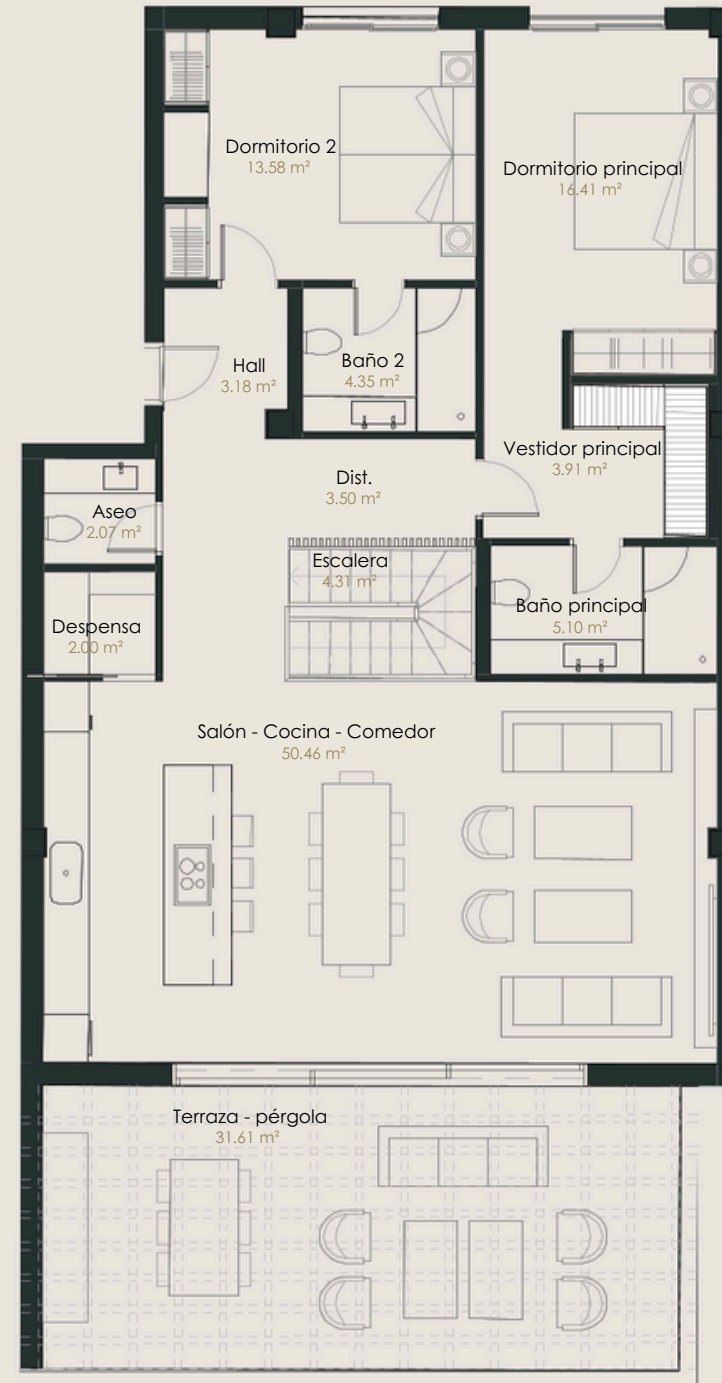 Dormitorio 2
13.58 m²
Dormitorio principal
16.41 m²
Hall
3.18 m²
Baño 2
4.35 m²
Vestidor principal
3.91 m²
Dist.
3.50 m²
Aseo
2.07 m²
Escalera
4.31 m²
Baño principal
5.10 m²
Despensa
2.00 m²
Salón - Cocina - Comedor
50.46 m²
Terraza - pérgola
31.61 m²